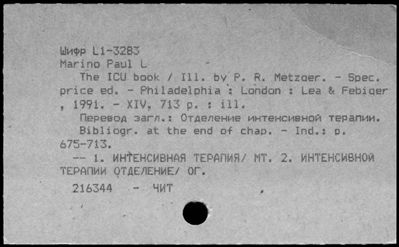 Шифр L1-3283
Marino Paul L
The ICU book / Ill. by P. R. Metzger. - Spec.
price ed. - Philadelphia : London : Lea & Febiger
, 1991. - XIV, 713 p. : ill.
Перевод загл.: Отделение интенсивной терапии.
Bibliogr. at the end of chap. - Ind.: p.
675-713.
-- 1. ИНТЕНСИВНАЯ ТЕРАПИЯ/ МТ. 2. ИНТЕНСИВНОЙ
ТЕРАПИИ ОТДЕЛЕНИЕ/ ОГ.
216344 - ЧИТ